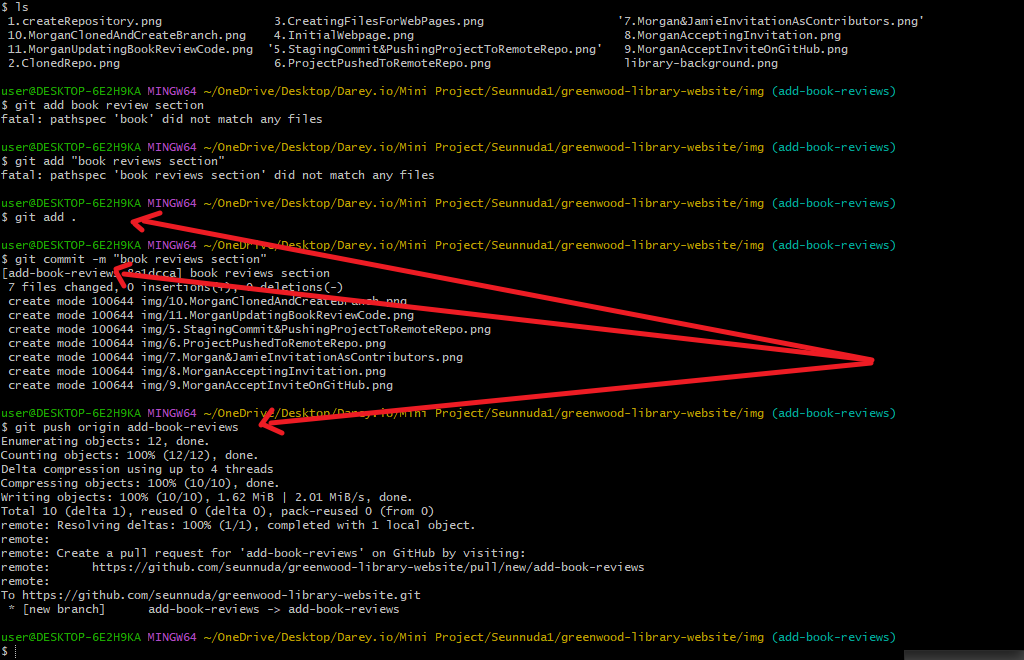 $ ls
 1.createRepository.png                3.CreatingFilesForWebPages.png                   '7.Morgan&JamieInvitationAsContributors.png'
 10.MorganClonedAndCreateBranch.png    4.InitialWebpage.png                              8.MorganAcceptingInvitation.png
 11.MorganUpdatingBookReviewCode.png  '5.StagingCommit&PushingProjectToRemoteRepo.png'   9.MorganAcceptInviteOnGitHub.png
 2.ClonedRepo.png                      6.ProjectPushedToRemoteRepo.png                   library-background.png
user@DESKTOP-6E2H9KA MINGW64 ~/OneDrive/Desktop/Darey.io/Mini Project/Seunnuda1/greenwood-library-website/img (add-book-reviews)
$ git add book review section
fatal: pathspec 'book' did not match any files
user@DESKTOP-6E2H9KA MINGW64 ~/OneDrive/Desktop/Darey.io/Mini Project/Seunnuda1/greenwood-library-website/img (add-book-reviews)
$ git add "book reviews section"
fatal: pathspec 'book reviews section' did not match any files
user@DESKTOP-6E2H9KA MINGW64 ~/OneDrive/Desktop/Darey.io/Mini Project/Seunnuda1/greenwood-library-website/img (add-book-reviews)
$ git add .
user@DESKTOP-6E2H9KA MINGW64 ~/OneDrive/Desktop/Darey.io/Mini Project/Seunnuda1/greenwood-library-website/img (add-book-reviews)
$ git commit -m "book reviews section"
[add-book-reviews 8e1dcca] book reviews section
 7 files changed, 0 insertions(+), 0 deletions(-)
 create mode 100644 img/10.MorganClonedAndCreateBranch.png
 create mode 100644 img/11.MorganUpdatingBookReviewCode.png
 create mode 100644 img/5.StagingCommit&PushingProjectToRemoteRepo.png
 create mode 100644 img/6.ProjectPushedToRemoteRepo.png
 create mode 100644 img/7.Morgan&JamieInvitationAsContributors.png
 create mode 100644 img/8.MorganAcceptingInvitation.png
 create mode 100644 img/9.MorganAcceptInviteOnGitHub.png
user@DESKTOP-6E2H9KA MINGW64 ~/OneDrive/Desktop/Darey.io/Mini Project/Seunnuda1/greenwood-library-website/img (add-book-reviews)
$ git push origin add-book-reviews
Enumerating objects: 12, done.
Counting objects: 100% (12/12), done.
Delta compression using up to 4 threads
Compressing objects: 100% (10/10), done.
Writing objects: 100% (10/10), 1.62 MiB | 2.01 MiB/s, done.
Total 10 (delta 1), reused 0 (delta 0), pack-reused 0 (from 0)
remote: Resolving deltas: 100% (1/1), completed with 1 local object.
remote:
remote: Create a pull request for 'add-book-reviews' on GitHub by visiting:
remote:      https://github.com/seunnuda/greenwood-library-website/pull/new/add-book-reviews
remote:
To https://github.com/seunnuda/greenwood-library-website.git
 * [new branch]      add-book-reviews -> add-book-reviews
user@DESKTOP-6E2H9KA MINGW64 ~/OneDrive/Desktop/Darey.io/Mini Project/Seunnuda1/greenwood-library-website/img (add-book-reviews)
$